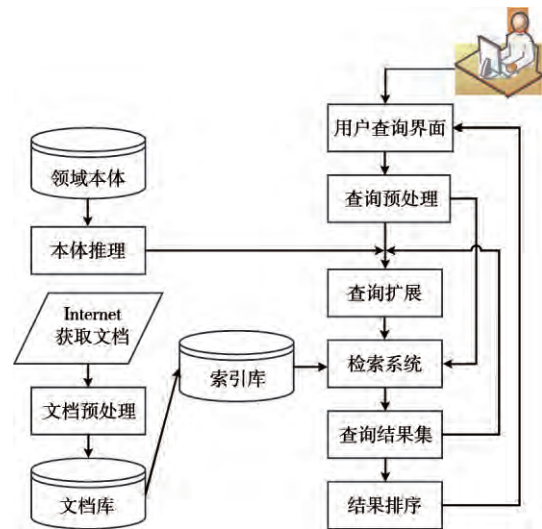 用户查询界面
领域本体
查询预处理
本体推理
查询扩展
Internet
获取文档
检索系统
索引库
文档预处理
查询结果集
文档库
结果排序